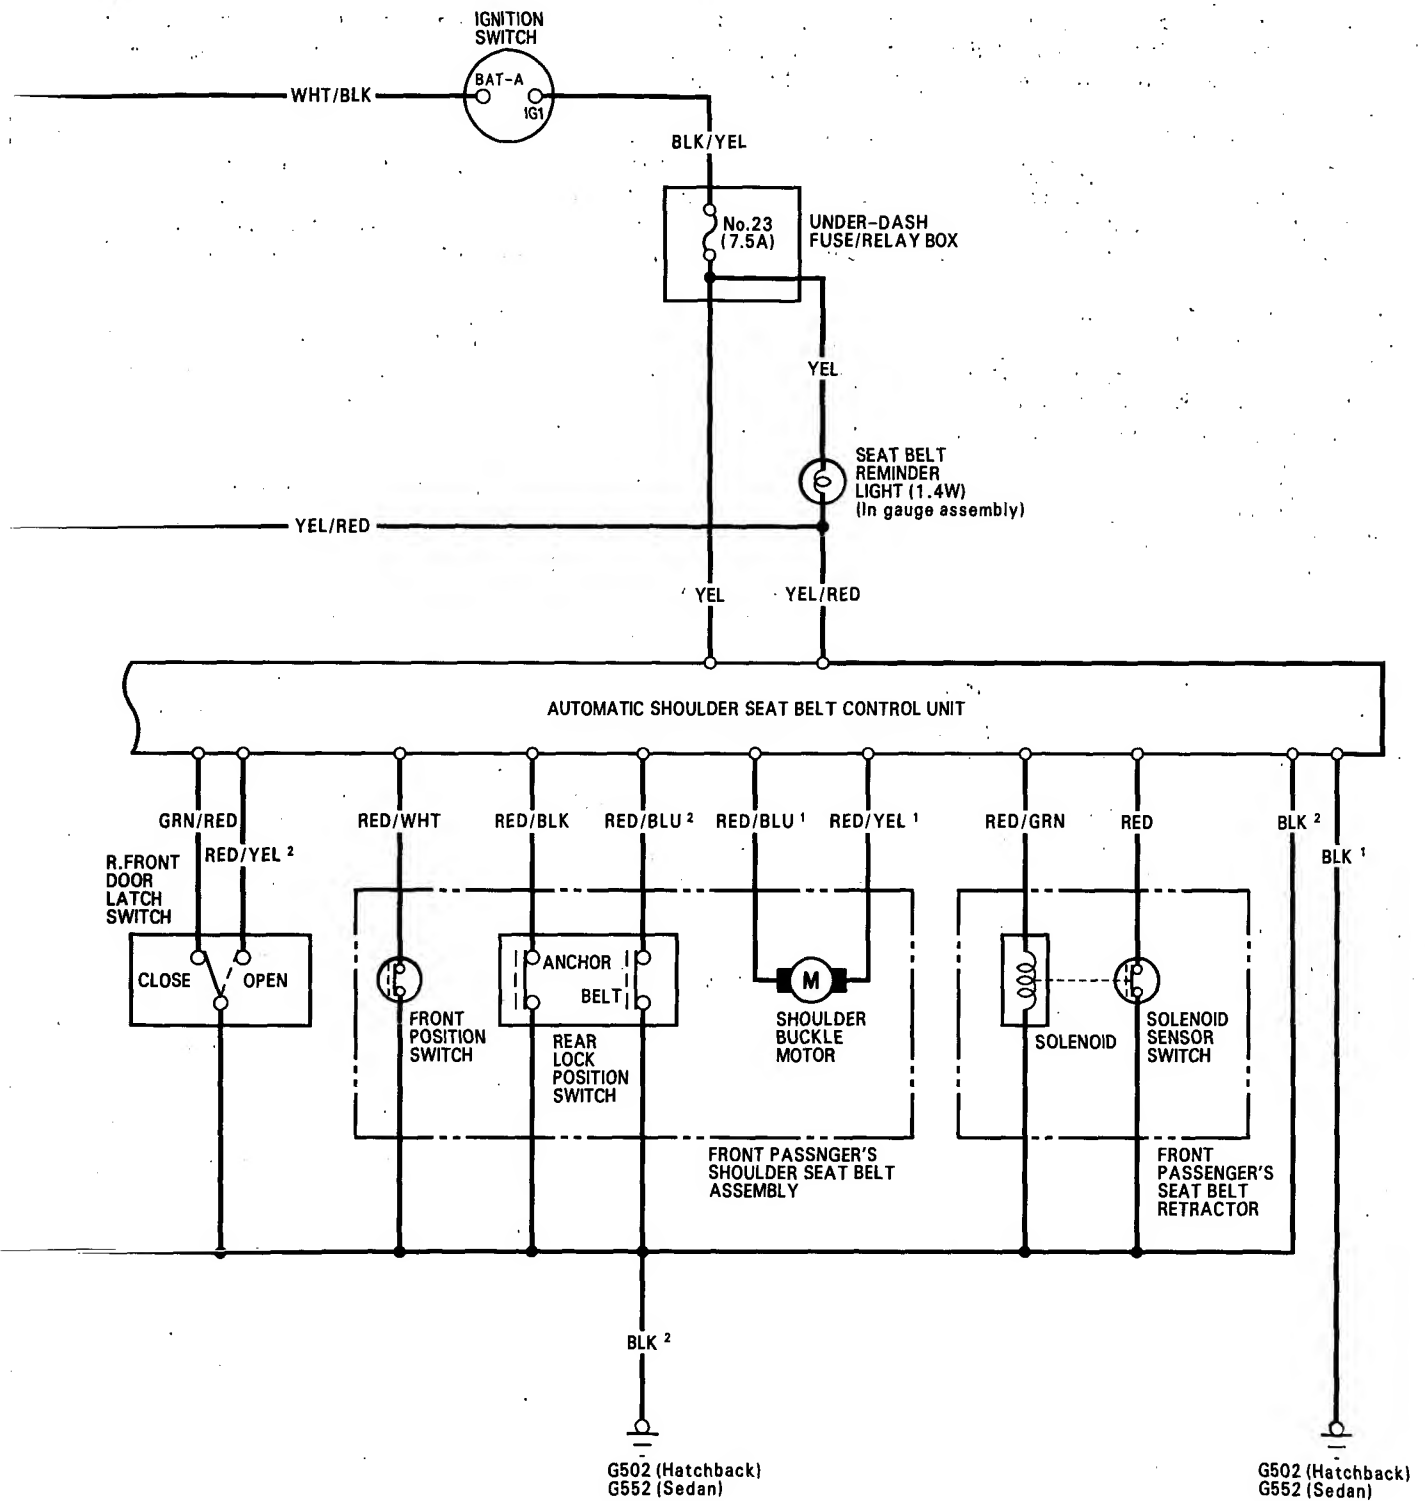 IGNITION
SWITCH
BAT-A
WHT/BLK
IG1
BLK/YEL
No.23
(7.5A)
UNDER-DASH
FUSE/RELAY BOX
YEL
SEAT BELT
REMINDER
LIGHT (1.4W)
(In gauge assembly)
YEL/RED
YEL
YEL/RED
AUTOMATIC SHOULDER SEAT BELT CONTROL UNIT
GRN/RED
RED/WHT
RED/BLK
RED/BLU 2
RED/BLU 1
RED/YEL 1
RED/GRN
RED
BLK 2
RED/YEL 2
BLK 1
R.FRONT
DOOR
LATCH
SWITCH
CLOSE
OPEN
ANCHOR
BELT
M
FRONT
POSITION
SWITCH
REAR
LOCK
POSITION
SWITCH
SHOULDER
BUCKLE
MOTOR
SOLENOID
SOLENOID
SENSOR
SWITCH
FRONT PASSNGER'S
SHOULDER SEAT BELT
ASSEMBLY
FRONT
PASSENGER'S
SEAT BELT
RETRACTOR
BLK 2
G502 (Hatchback)
G552 (Sedan)
G502 (Hatchback)
G552 (Sedan)